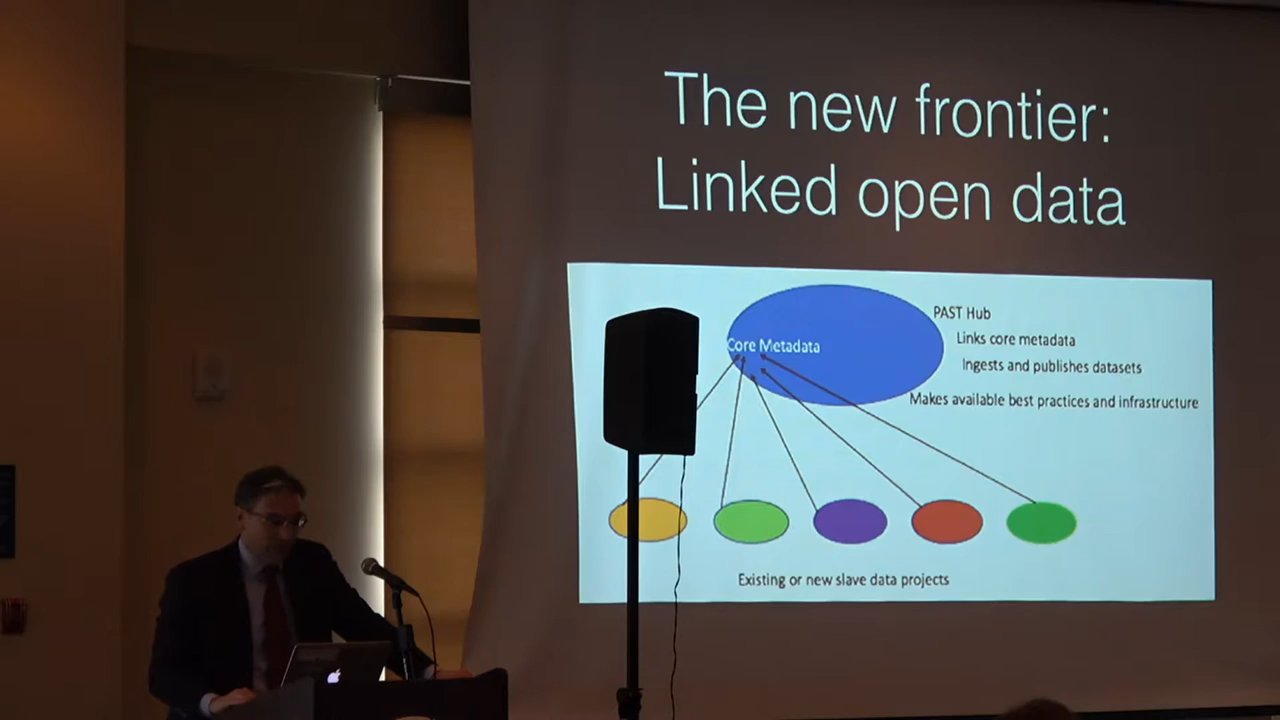 The new frontier:
Linked open data
Core Metadata
PAST Hub
Links core metadata
Ingests and publishes datasets
Makes available best practices and infrastructure
Existing or new slave data projects